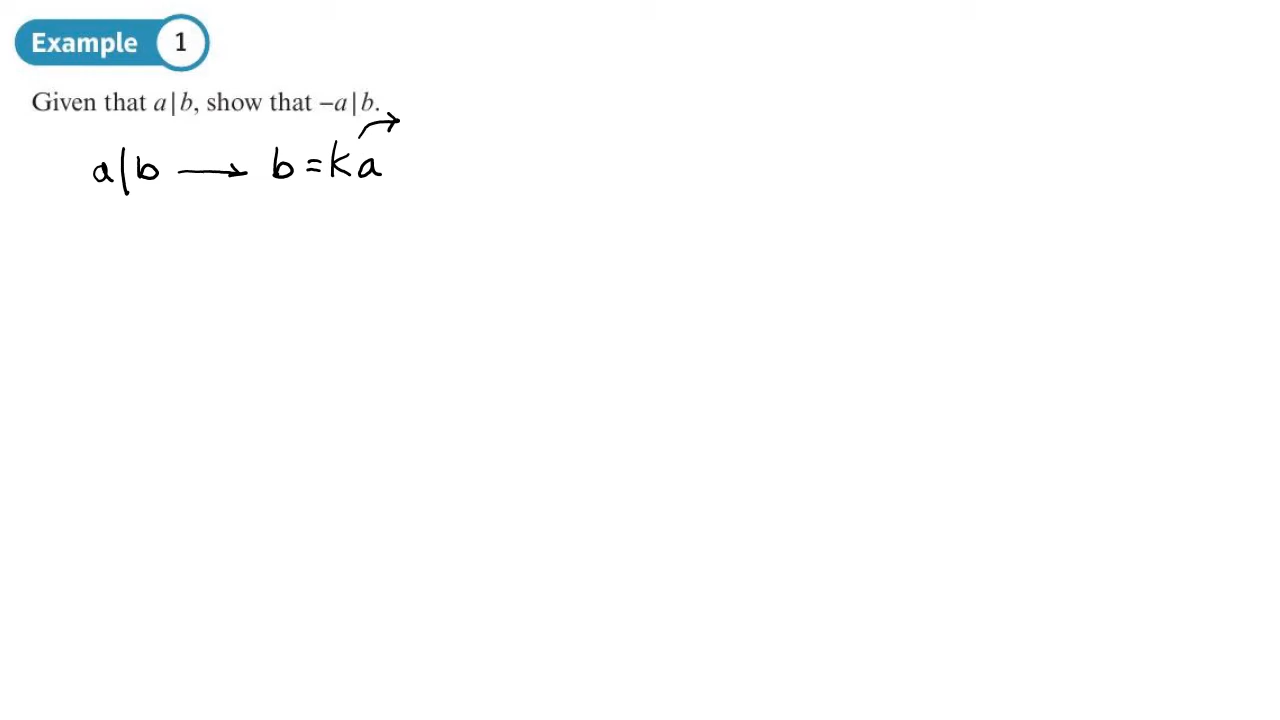 Example 1
Given that a|b, show that −a|b.
a|b → b = ka